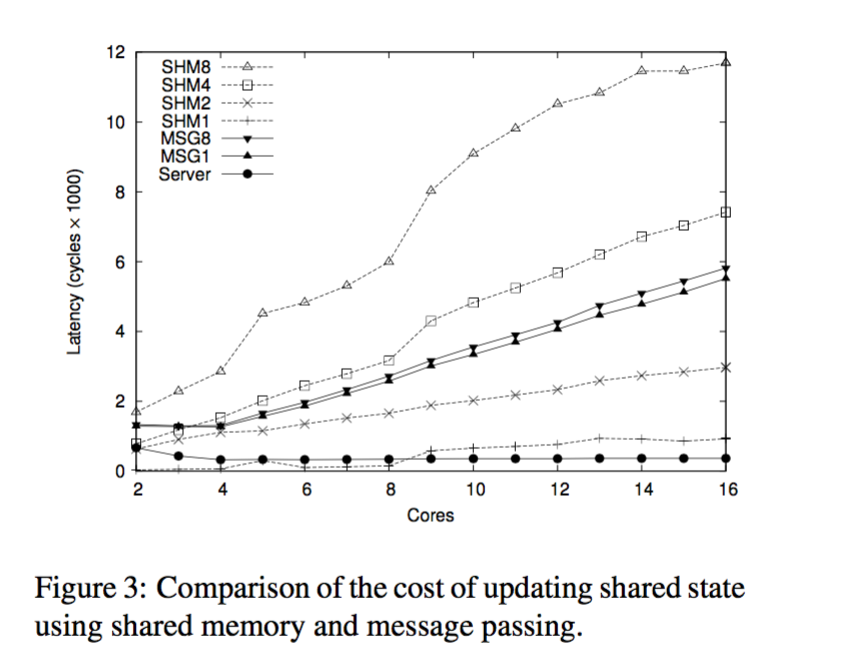 12
10
8
6
4
2
0
Latency (cycles × 1000)
SHM8
SHM4
SHM2
SHM1
MSG8
MSG1
Server
2 4 6 8 10 12 14 16
Cores
Figure 3: Comparison of the cost of updating shared state
using shared memory and message passing.